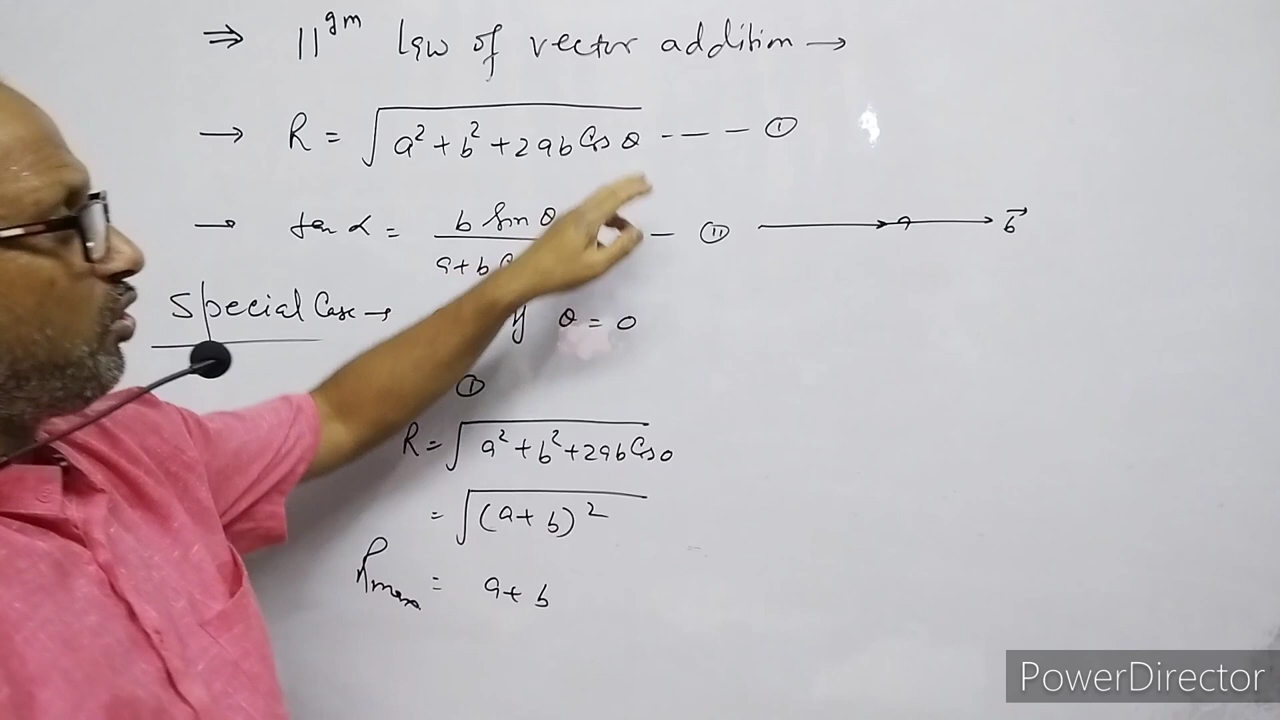 ⇒ ||gm Law of vector addition →
→ R = √a² + b² + 2ab Cos θ --- ①
→ tan α = b Sin θ / a + b — ⑪ b⃗
Special Case → if θ = 0
①
R = √a² + b² + 2ab Cos 0
= √(a + b)²
Rmax = a + b
PowerDirector